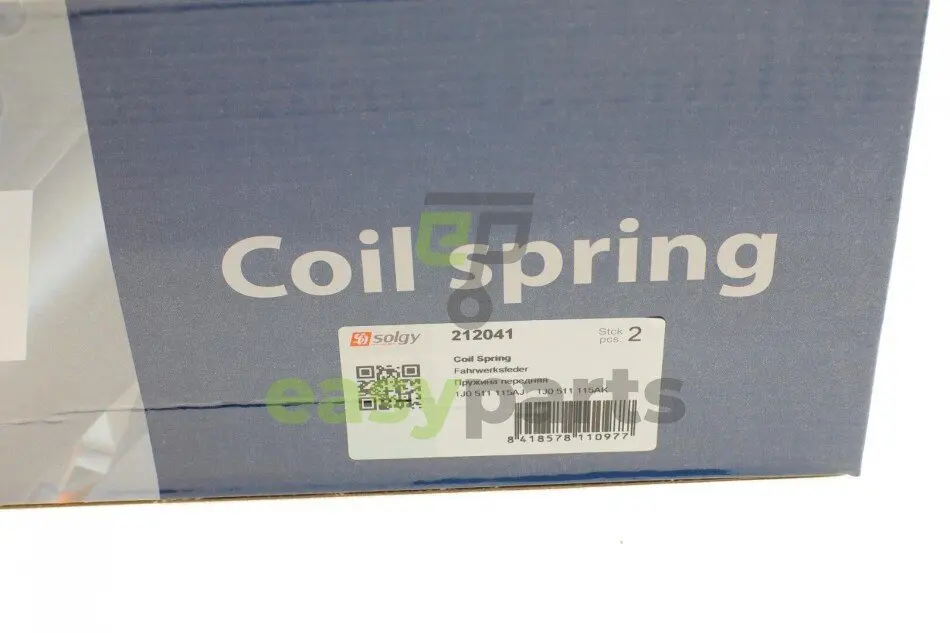 Coil spring
solgy 212041 Stck pcs. 2
Coil Spring
Fahrwerksfeder
Пружина передняя
1J0 511 115AJ / 1J0 511 115AK
8 418578 110977
easyparts